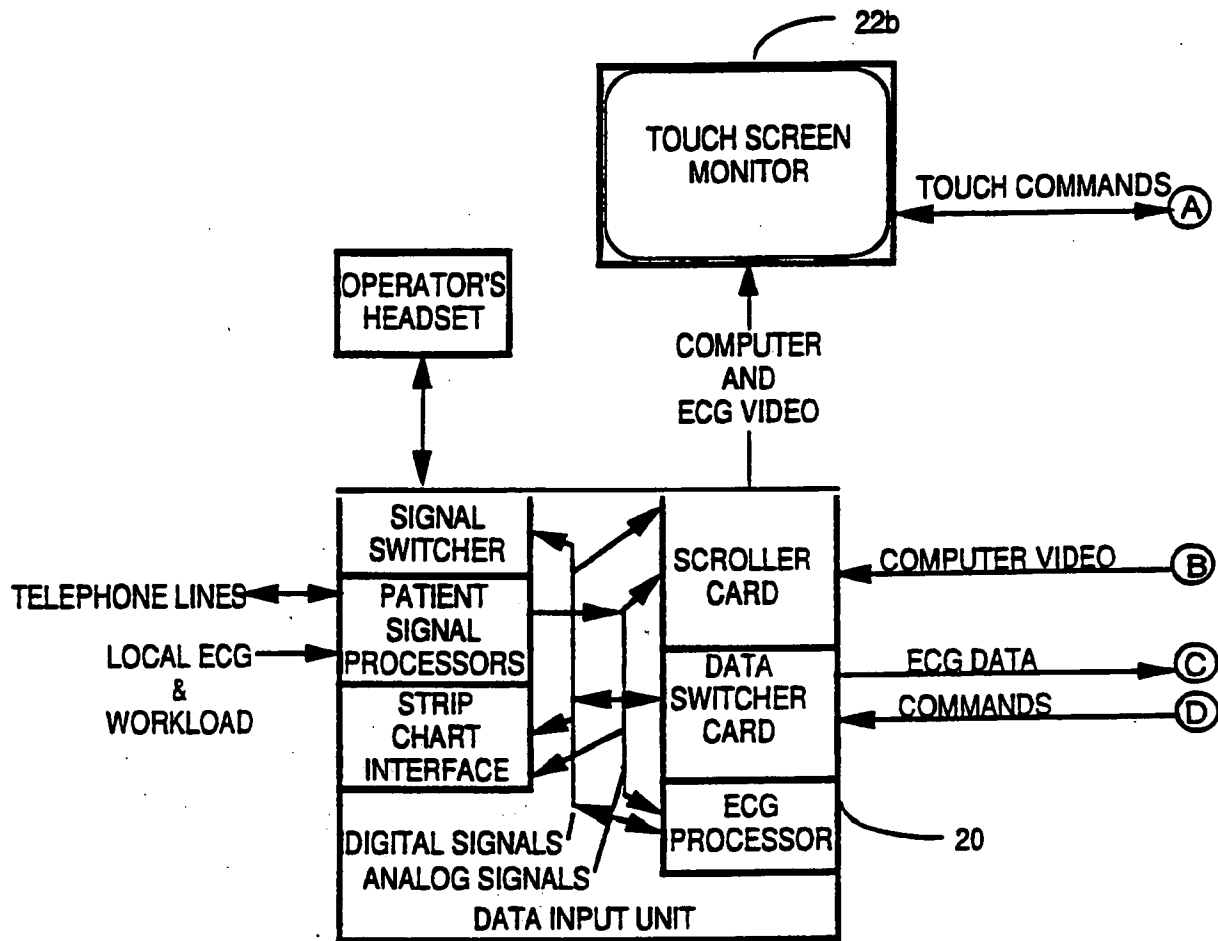 22b
TOUCH SCREEN
MONITOR
TOUCH COMMANDS
A
OPERATOR'S
HEADSET
COMPUTER
AND
ECG VIDEO
SIGNAL
SWITCHER
SCROLLER
CARD
COMPUTER VIDEO
B
TELEPHONE LINES
PATIENT
SIGNAL
PROCESSORS
LOCAL ECG
&
WORKLOAD
DATA
SWITCHER
CARD
ECG DATA
C
COMMANDS
D
STRIP
CHART
INTERFACE
ECG
PROCESSOR
20
DIGITAL SIGNALS
ANALOG SIGNALS
DATA INPUT UNIT